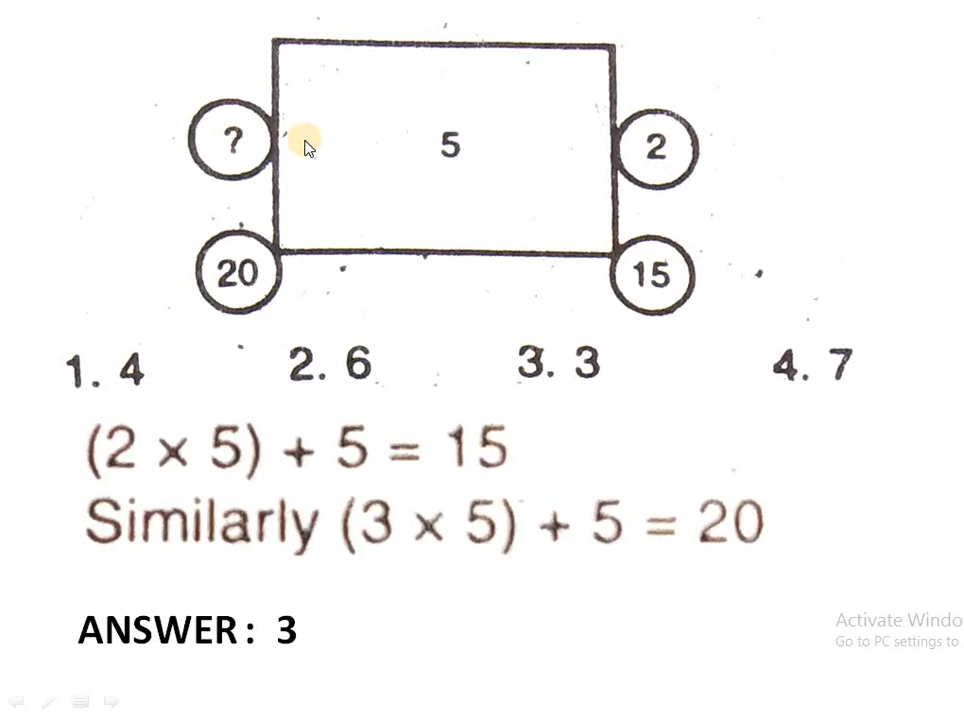 ? 5 2
20 15
1. 4 2. 6 3. 3 4. 7
(2 × 5) + 5 = 15
Similarly (3 × 5) + 5 = 20
ANSWER: 3
Activate Windo
Go to PC settings to